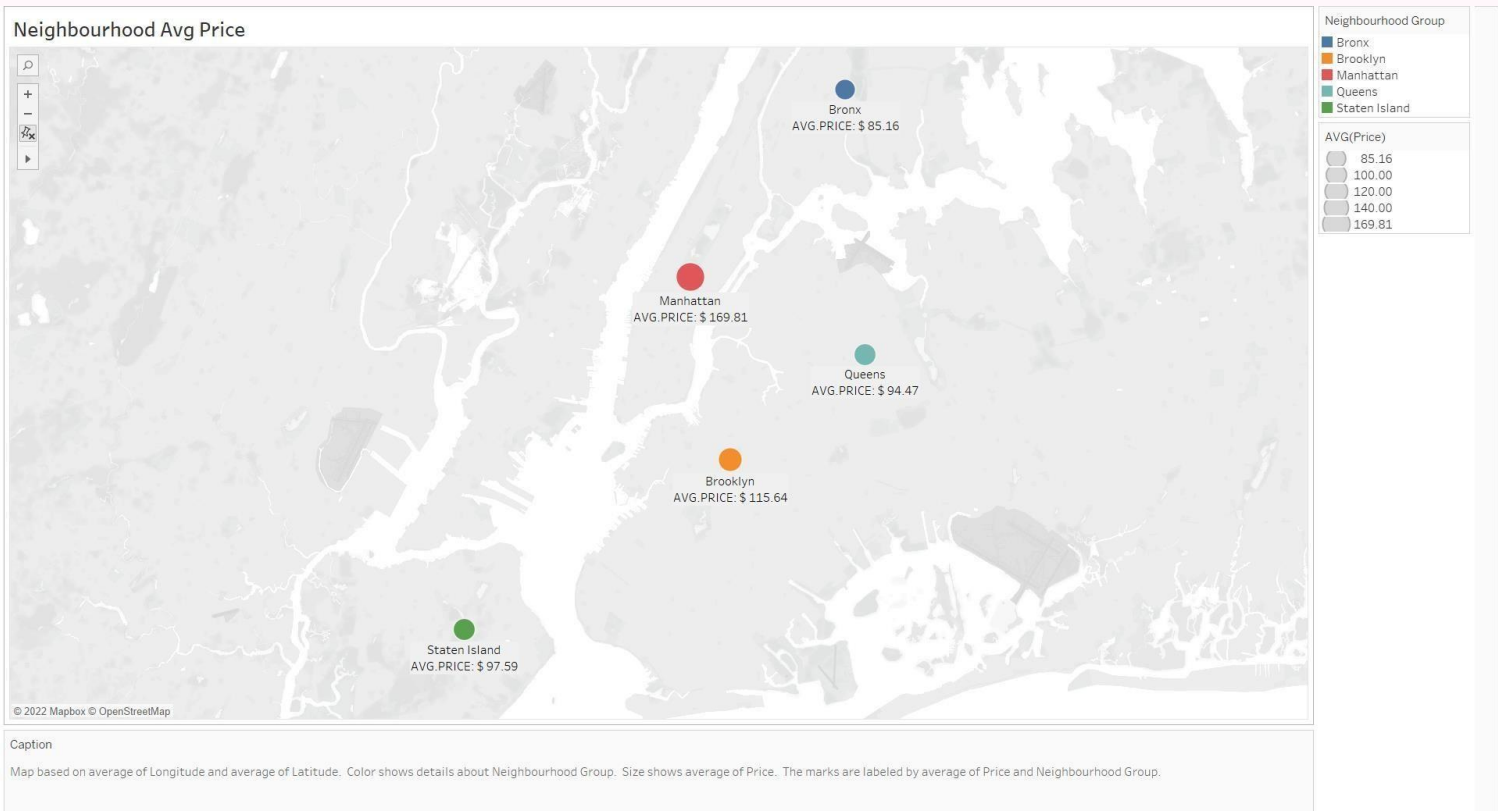 Neighbourhood Avg Price
Bronx
AVG.PRICE: $ 85.16
Manhattan
AVG.PRICE: $ 169.81
Queens
AVG.PRICE: $ 94.47
Brooklyn
AVG.PRICE: $ 115.64
Staten Island
AVG.PRICE: $ 97.59
© 2022 Mapbox © OpenStreetMap
Neighbourhood Group
Bronx
Brooklyn
Manhattan
Queens
Staten Island
AVG(Price)
85.16
100.00
120.00
140.00
169.81
Caption
Map based on average of Longitude and average of Latitude. Color shows details about Neighbourhood Group. Size shows average of Price. The marks are labeled by average of Price and Neighbourhood Group.